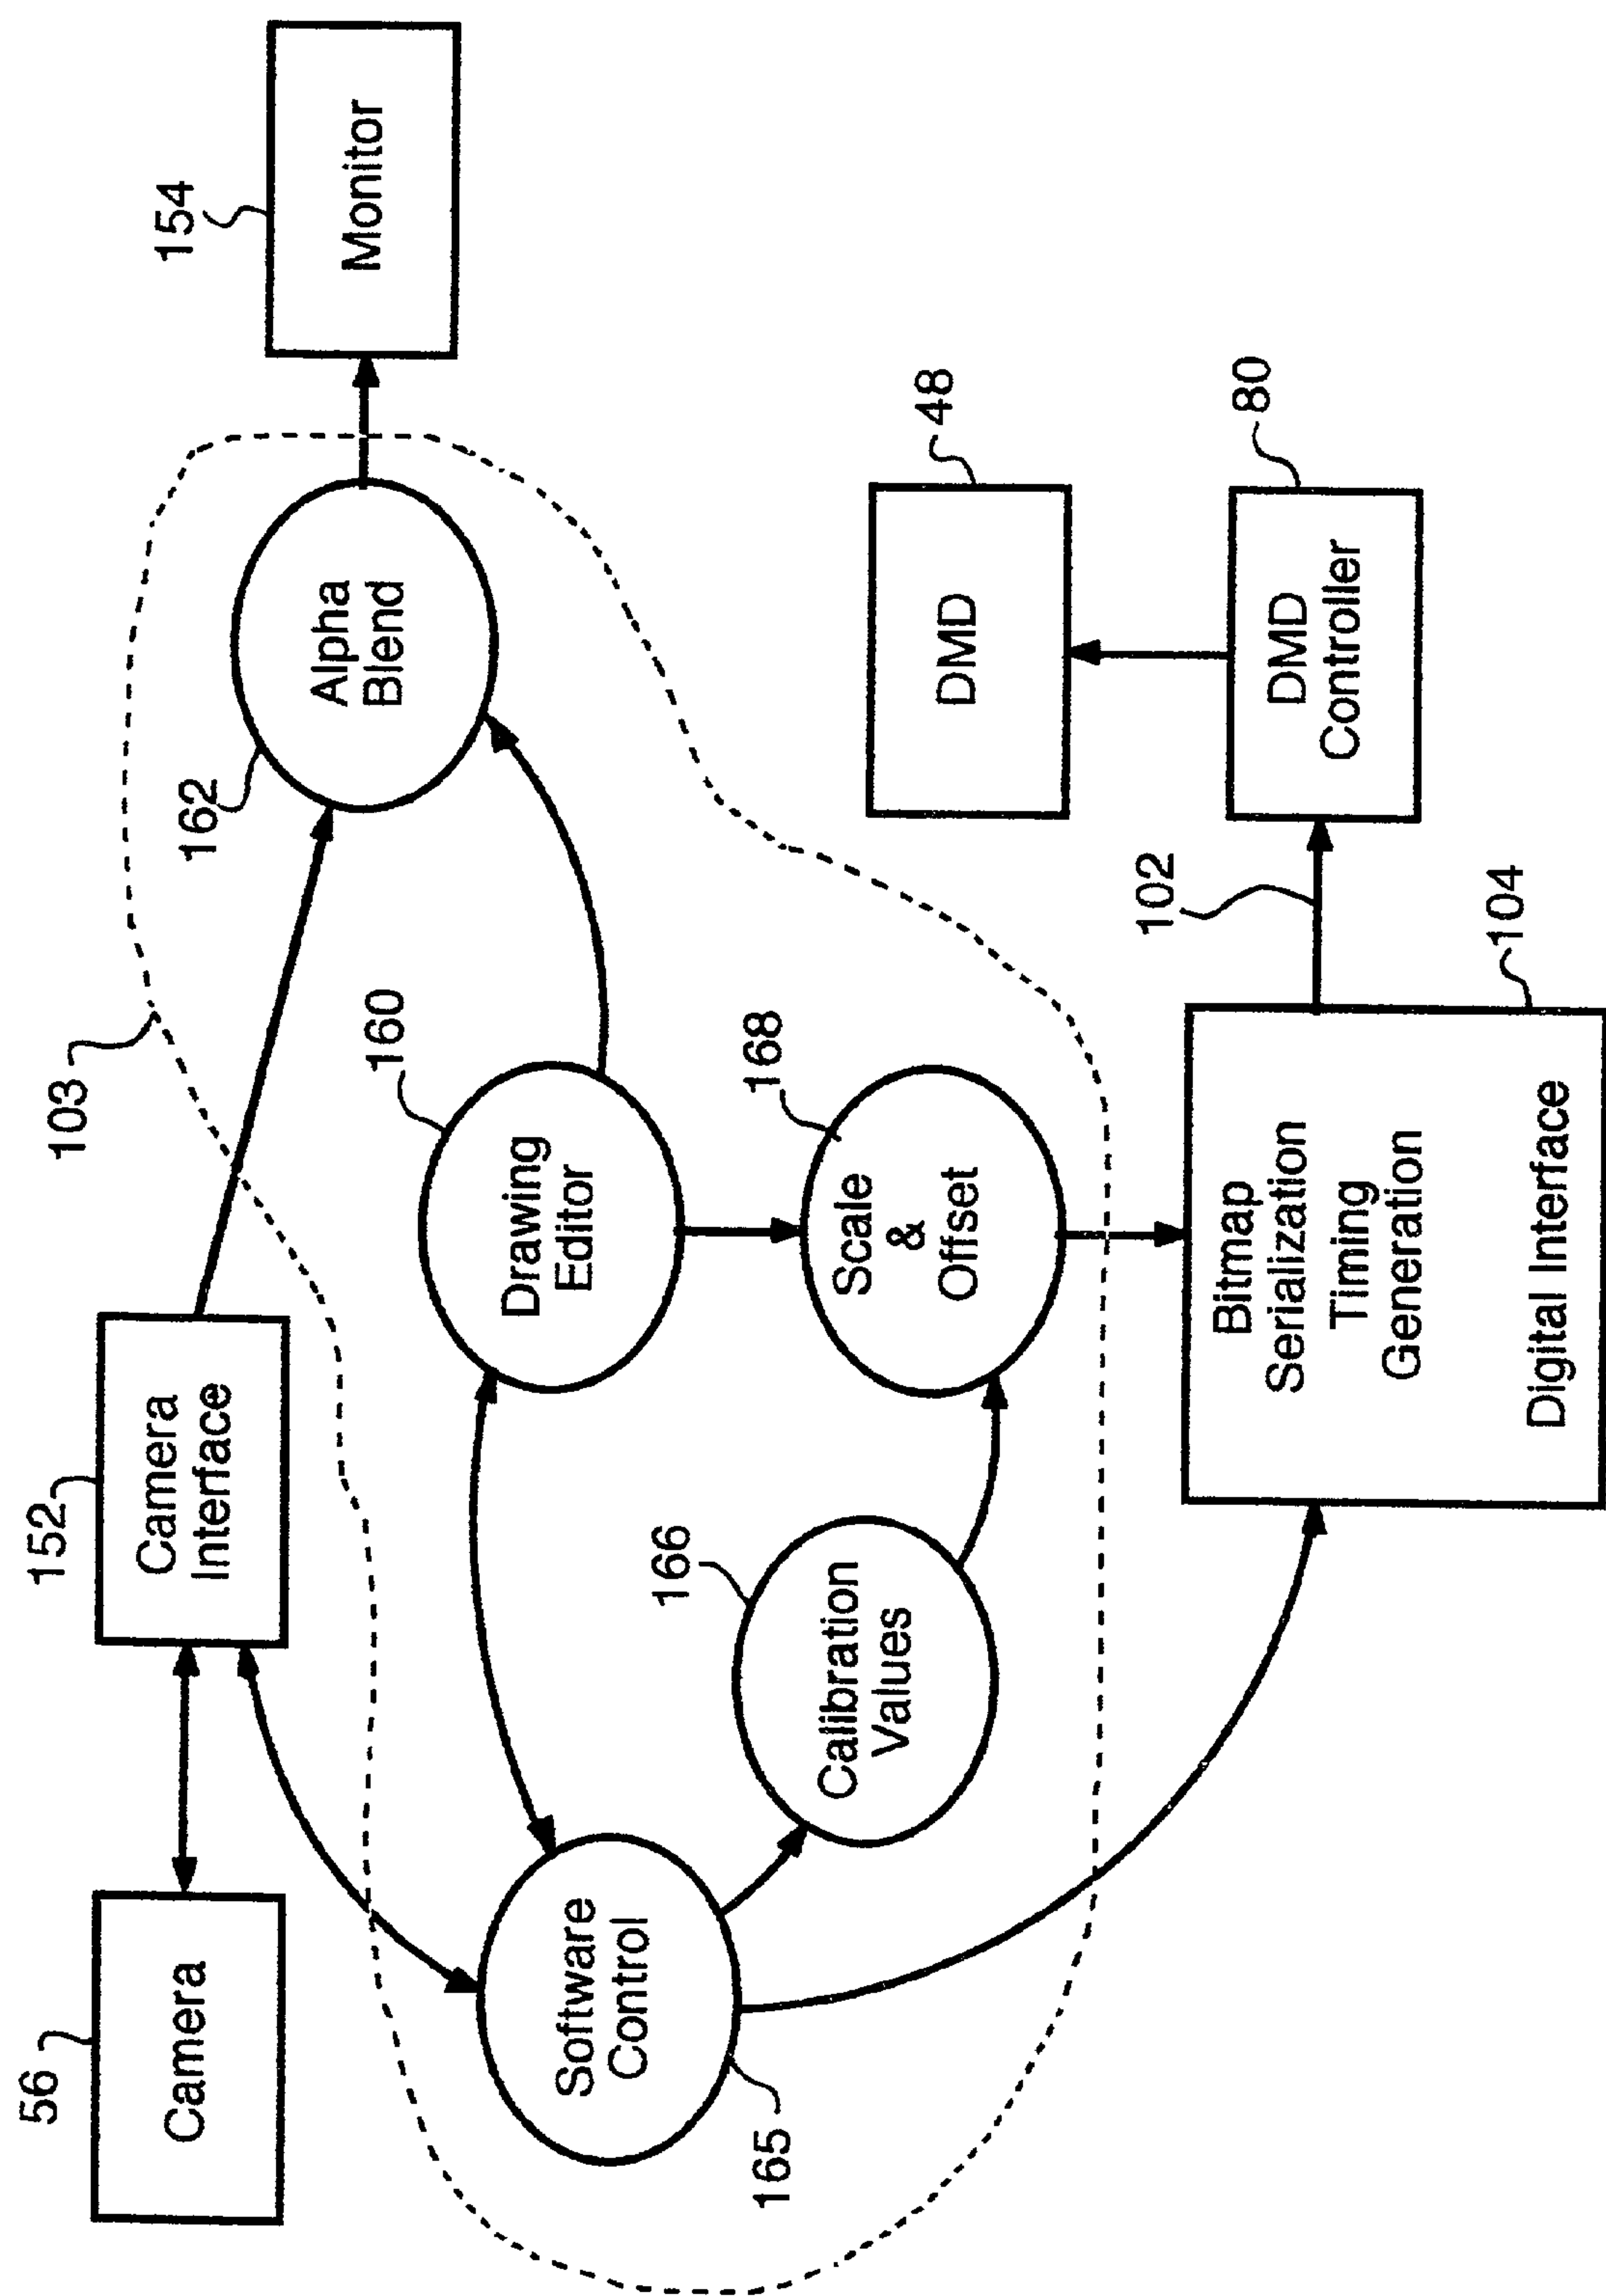 56
Camera
152
Camera
Interface
103
154
Monitor
162
Alpha
Blend
160
Drawing
Editor
165
Software
Control
166
Calibration
Values
168
Scale
&
Offset
48
DMD
80
DMD
Controller
102
104
Bitmap
Serialization
Timing
Generation
Digital Interface